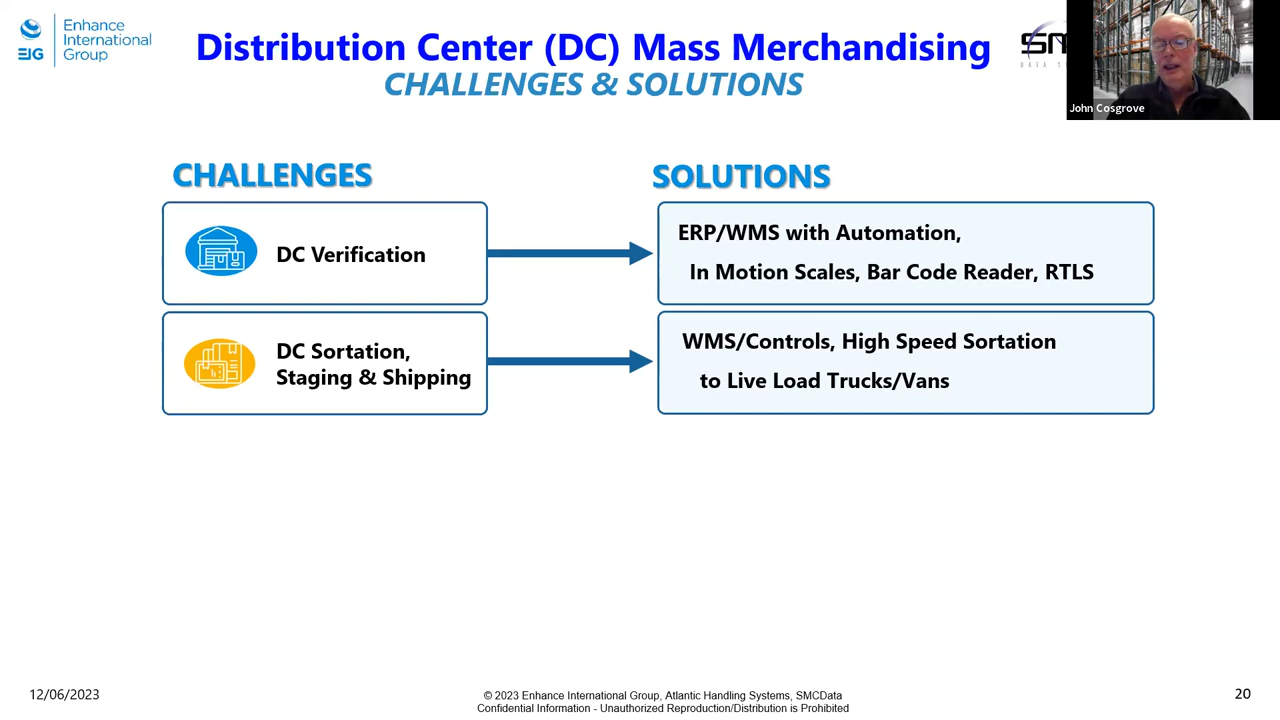 Enhance
International
Group
EIG
Distribution Center (DC) Mass Merchandising
CHALLENGES & SOLUTIONS
John Cosgrove
CHALLENGES
SOLUTIONS
DC Verification
ERP/WMS with Automation,
In Motion Scales, Bar Code Reader, RTLS
DC Sortation,
Staging & Shipping
WMS/Controls, High Speed Sortation
to Live Load Trucks/Vans
12/06/2023
© 2023 Enhance International Group, Atlantic Handling Systems, SMCData
Confidential Information - Unauthorized Reproduction/Distribution is Prohibited
20